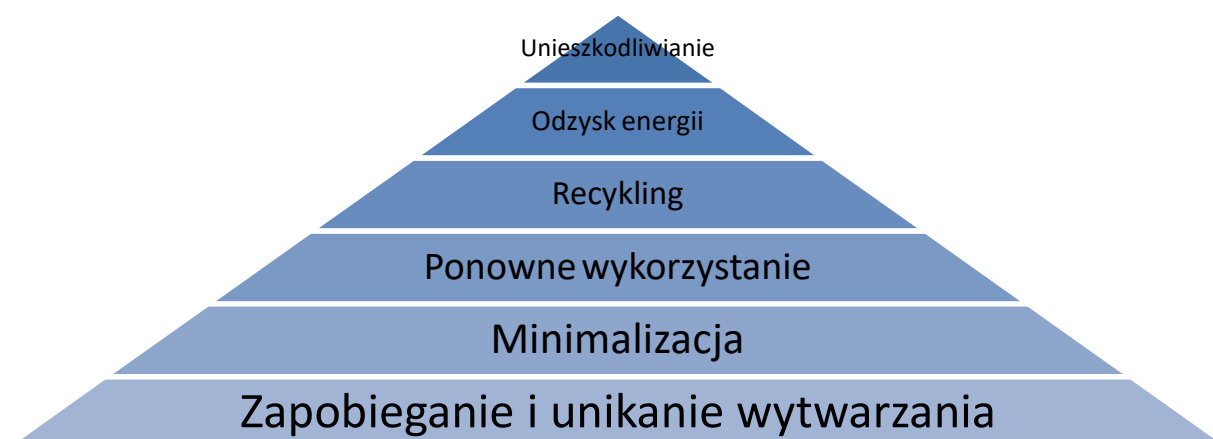 Unieszkodliwianie
Odzysk energii
Recykling
Ponowne wykorzystanie
Minimalizacja
Zapobieganie i unikanie wytwarzania